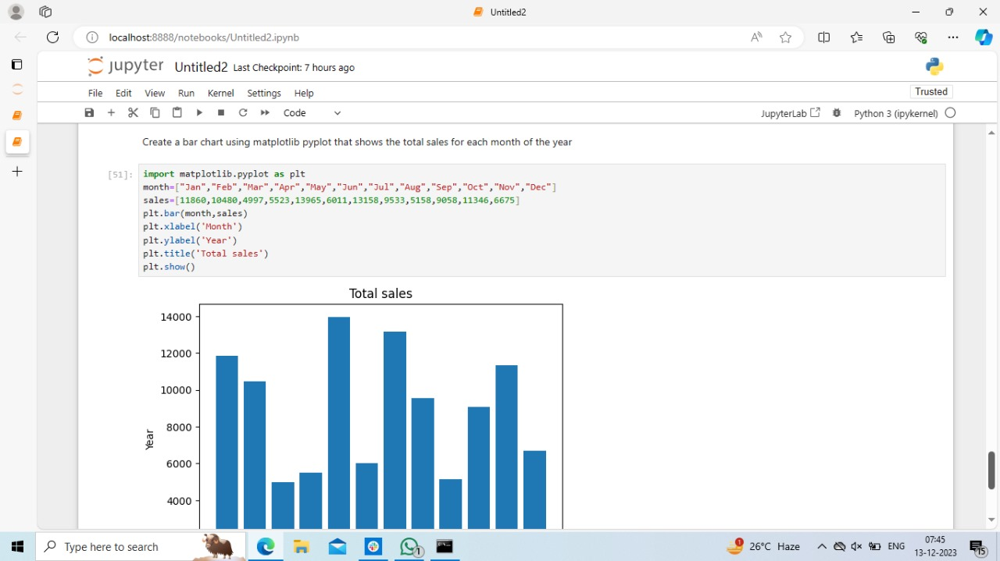 Untitled2
localhost:8888/notebooks/Untitled2.ipynb
jupyter Untitled2 Last Checkpoint: 7 hours ago
File Edit View Run Kernel Settings Help
Trusted
Code
JupyterLab
Python 3 (ipykernel)
Create a bar chart using matplotlib pyplot that shows the total sales for each month of the year
[51]:
import matplotlib.pyplot as plt
month=["Jan","Feb","Mar","Apr","May","Jun","Jul","Aug","Sep","Oct","Nov","Dec"]
sales=[11860,10480,4997,5523,13965,6011,13158,9533,5158,9058,11346,6675]
plt.bar(month,sales)
plt.xlabel('Month')
plt.ylabel('Year')
plt.title('Total sales')
plt.show()
Total sales
14000
12000
10000
8000
Year
6000
4000
Type here to search
1
1
26°C Haze
ENG
07:45
13-12-2023
15